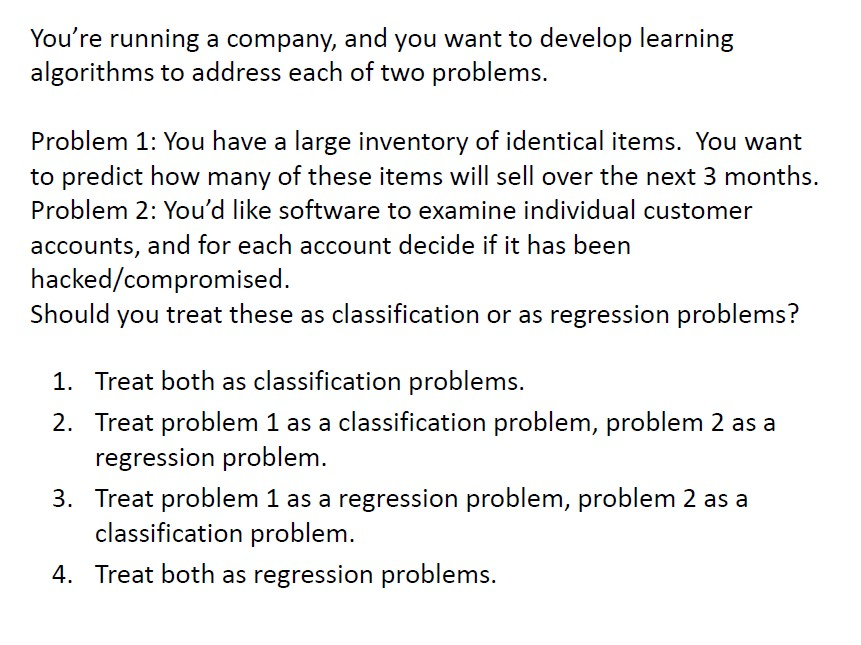 You’re running a company, and you want to develop learning
algorithms to address each of two problems.
Problem 1: You have a large inventory of identical items.  You want
to predict how many of these items will sell over the next 3 months.
Problem 2: You’d like software to examine individual customer
accounts, and for each account decide if it has been
hacked/compromised.
Should you treat these as classification or as regression problems?
1. Treat both as classification problems.
2. Treat problem 1 as a classification problem, problem 2 as a
regression problem.
3. Treat problem 1 as a regression problem, problem 2 as a
classification problem.
4. Treat both as regression problems.